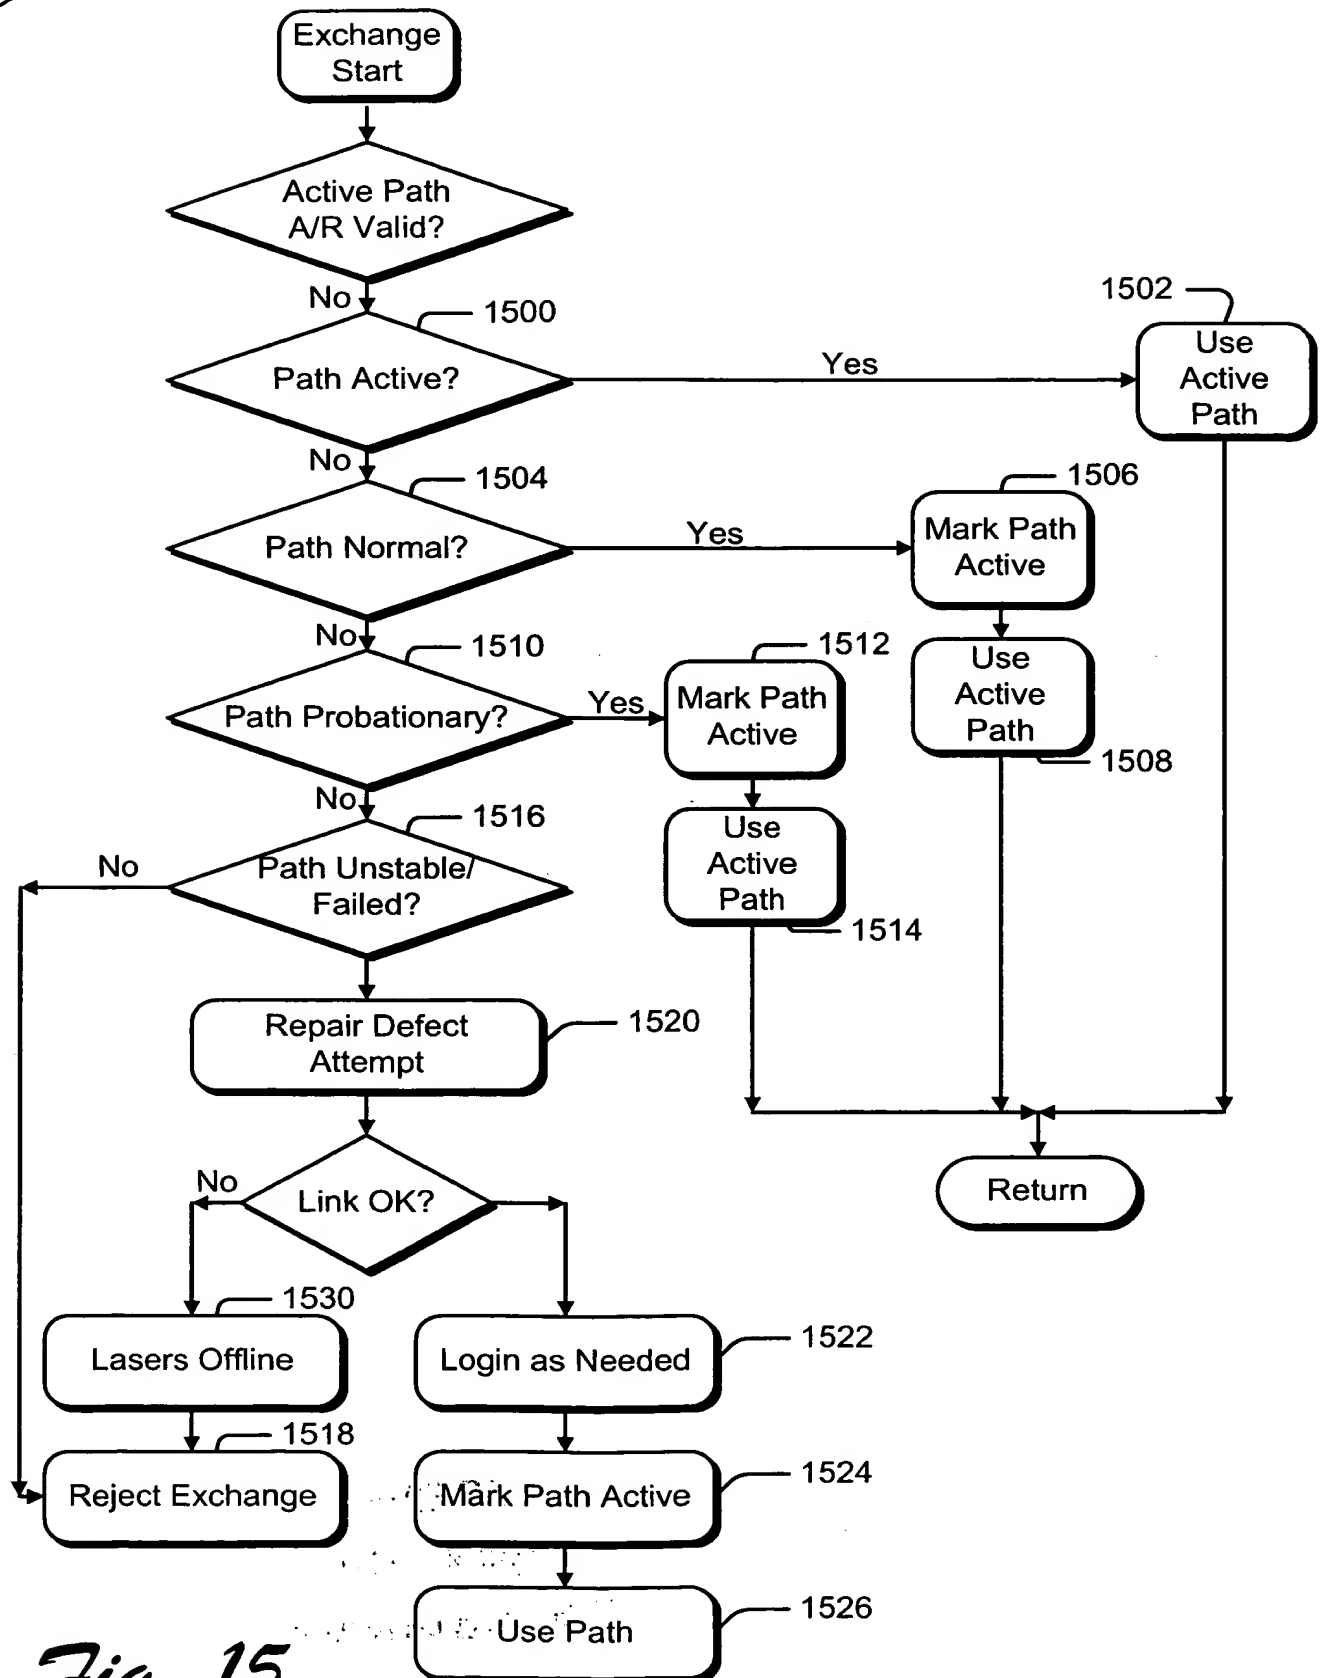 Exchange
Start
Active Path
A/R Valid?
No
1500
1502
Path Active?
Yes
Use
Active
Path
No
1504
1506
Path Normal?
Yes
Mark Path
Active
No
1510
1512
Use
Active
Path
1508
Path Probationary?
Yes
Mark Path
Active
No
1516
Use
Active
Path
1514
No
Path Unstable/
Failed?
Repair Defect
Attempt
1520
No
Link OK?
Return
1530
1522
Lasers Offline
Login as Needed
1518
1524
Reject Exchange
Mark Path Active
1526
Use Path
Fig. 15